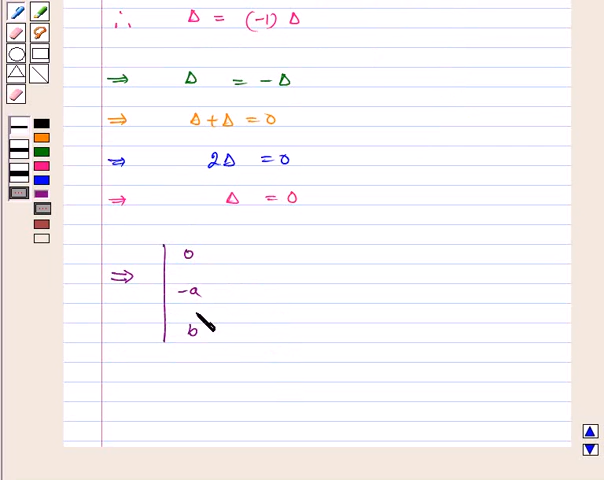 ∴ Δ = (-1) Δ
⇒ Δ = - Δ
⇒ Δ + Δ = 0
⇒ 2Δ = 0
⇒ Δ = 0
⇒ | 0
-a
b